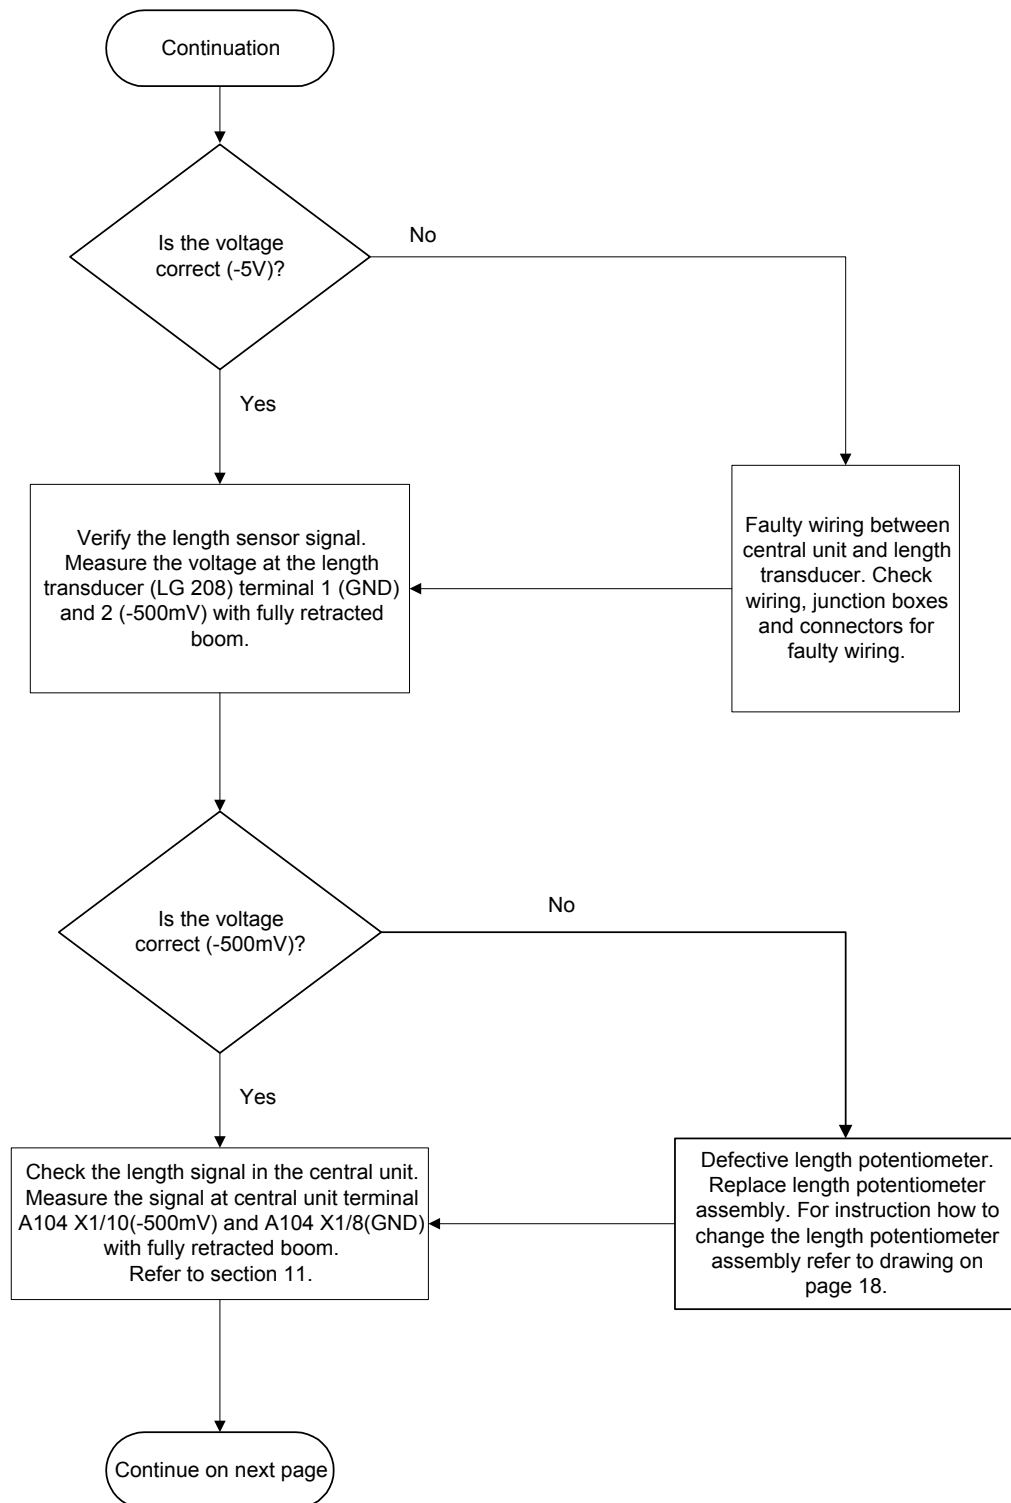 Continuation
Is the voltage
correct (-5V)?
No
Yes
Verify the length sensor signal.
Measure the voltage at the length
transducer (LG 208) terminal 1 (GND)
and 2 (-500mV) with fully retracted
boom.
Faulty wiring between
central unit and length
transducer. Check
wiring, junction boxes
and connectors for
faulty wiring.
Is the voltage
correct (-500mV)?
No
Yes
Check the length signal in the central unit.
Measure the signal at central unit terminal
A104 X1/10(-500mV) and A104 X1/8(GND)
with fully retracted boom.
Refer to section 11.
Defective length potentiometer.
Replace length potentiometer
assembly. For instruction how to
change the length potentiometer
assembly refer to drawing on
page 18.
Continue on next page